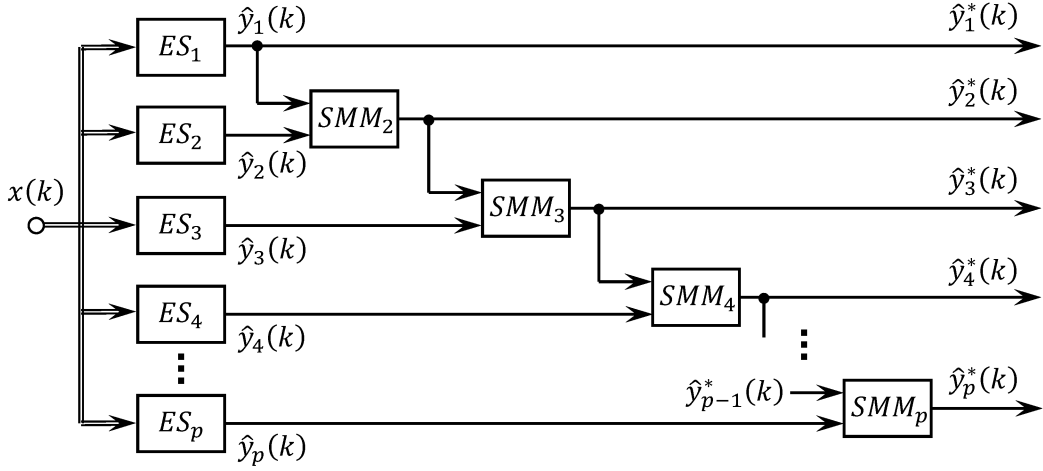 ES₁
ŷ₁(k)
ŷ₁*(k)
SMM₂
ŷ₂*(k)
ES₂
ŷ₂(k)
x(k)
ES₃
ŷ₃(k)
SMM₃
ŷ₃*(k)
ES₄
ŷ₄(k)
SMM₄
ŷ₄*(k)
ESₚ
ŷₚ(k)
ŷ*ₚ₋₁(k)
SMMₚ
ŷₚ*(k)